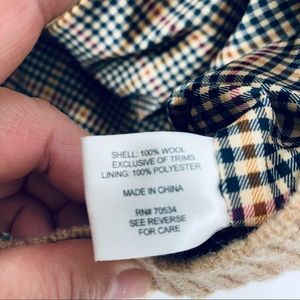 SHELL: 100% WOOL
EXCLUSIVE OF TRIMS
LINING: 100% POLYESTER
MADE IN CHINA
RN# 70534
SEE REVERSE
FOR CARE